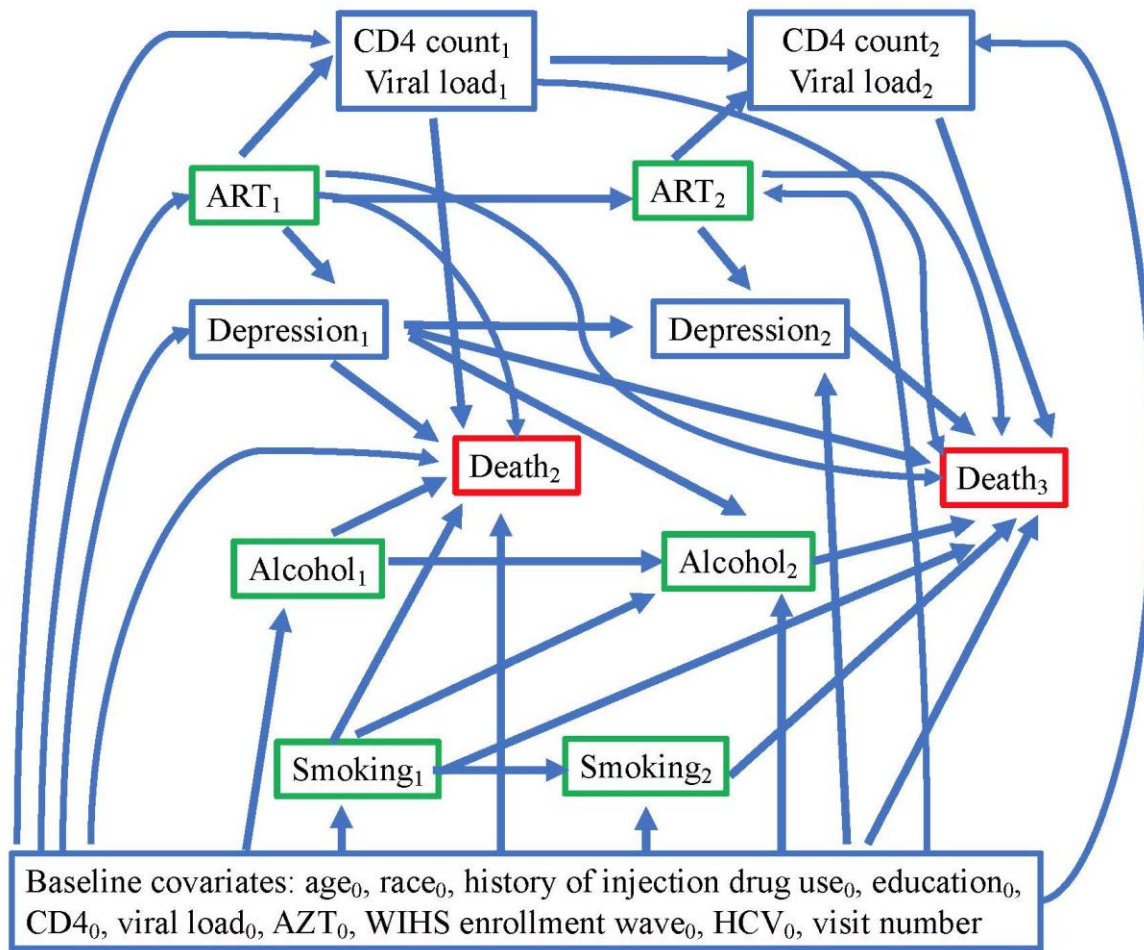 CD4 count₁
Viral load₁
CD4 count₂
Viral load₂
ART₁
ART₂
Depression₁
Depression₂
Death₂
Death₃
Alcohol₁
Alcohol₂
Smoking₁
Smoking₂
Baseline covariates: age₀, race₀, history of injection drug use₀, education₀,
CD4₀, viral load₀, AZT₀, WIHS enrollment wave₀, HCV₀, visit number